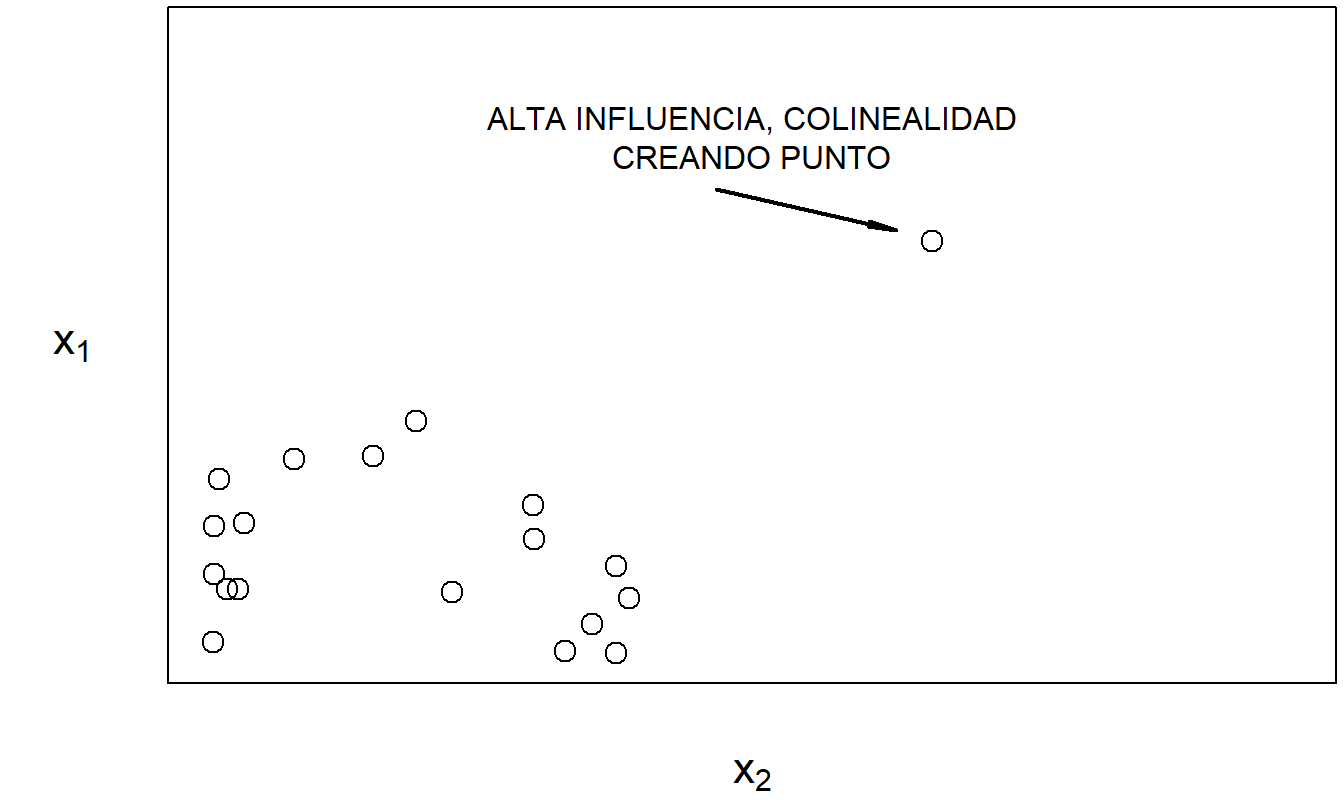 ALTA INFLUENCIA, COLINEALIDAD
CREANDO PUNTO
x₁
x₂